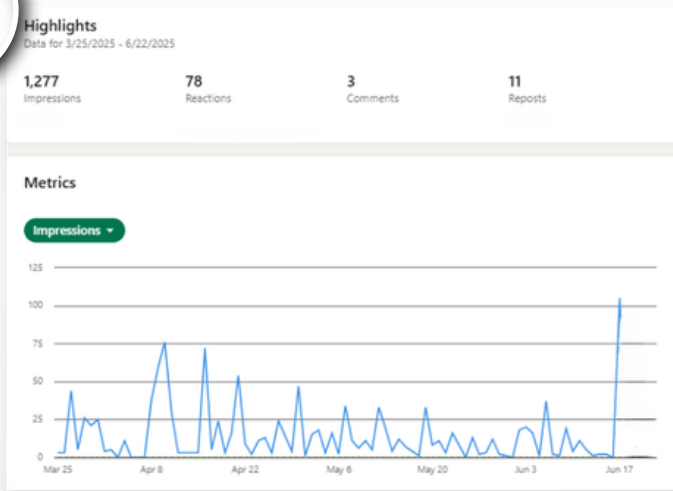 Highlights
Data for 3/25/2025 - 6/22/2025
1,277 78 3 11
Impressions Reactions Comments Reposts
Metrics
Impressions
125
100
75
50
25
0
Mar 25 Apr 8 Apr 22 May 6 May 20 Jun 3 Jun 17